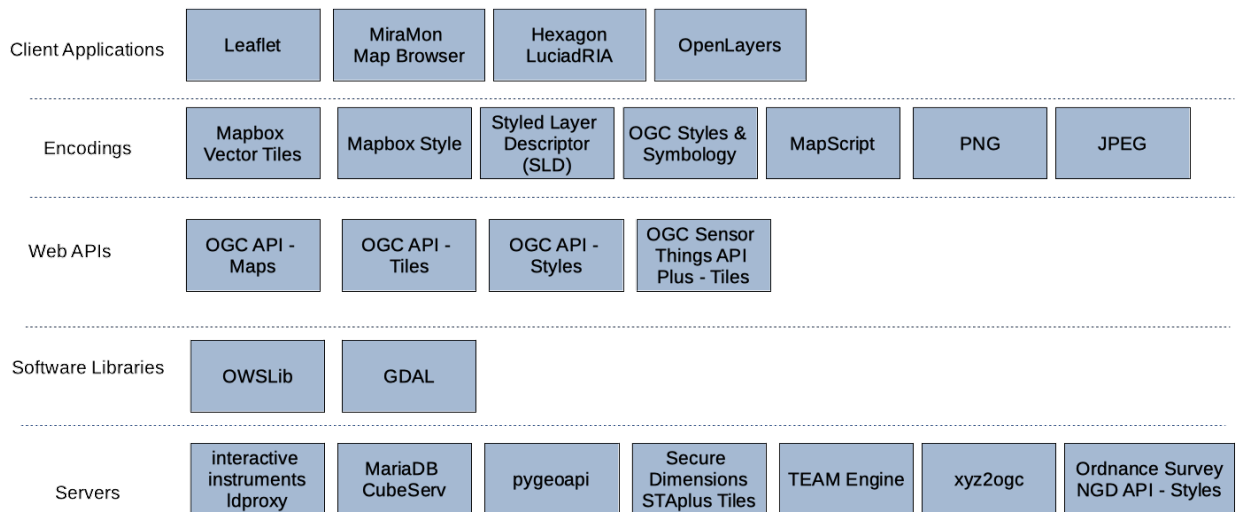 Client Applications
Leaflet
MiraMon
Map Browser
Hexagon
LuciadRIA
OpenLayers
Encodings
Mapbox
Vector Tiles
Mapbox Style
Styled Layer
Descriptor
(SLD)
OGC Styles &
Symbology
MapScript
PNG
JPEG
Web APIs
OGC API -
Maps
OGC API -
Tiles
OGC API -
Styles
OGC Sensor
Things API
Plus - Tiles
Software Libraries
OWSLib
GDAL
Servers
interactive
instruments
ldproxy
MariaDB
CubeServ
pygeoapi
Secure
Dimensions
STAplus Tiles
TEAM Engine
xyz2ogc
Ordnance Survey
NGD API - Styles